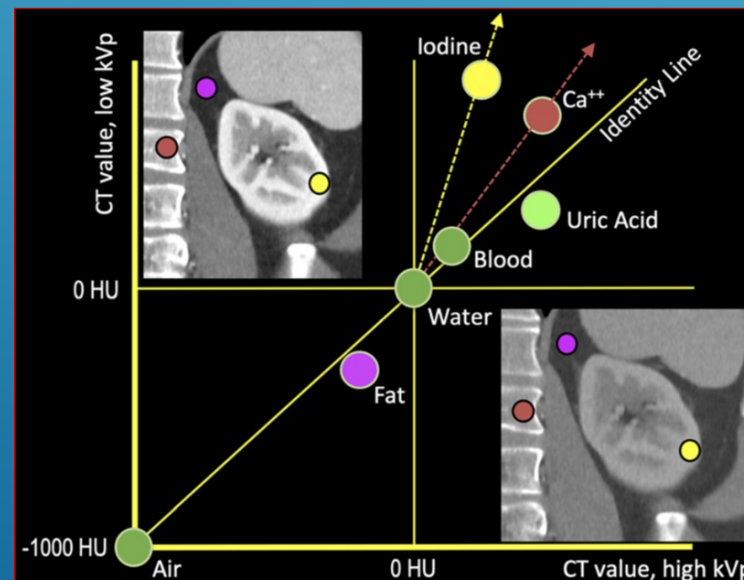 CT value, low kVp
Iodine
Ca⁺⁺
Identity Line
Uric Acid
Blood
0 HU
Water
Fat
-1000 HU
Air
0 HU
CT value, high kVp